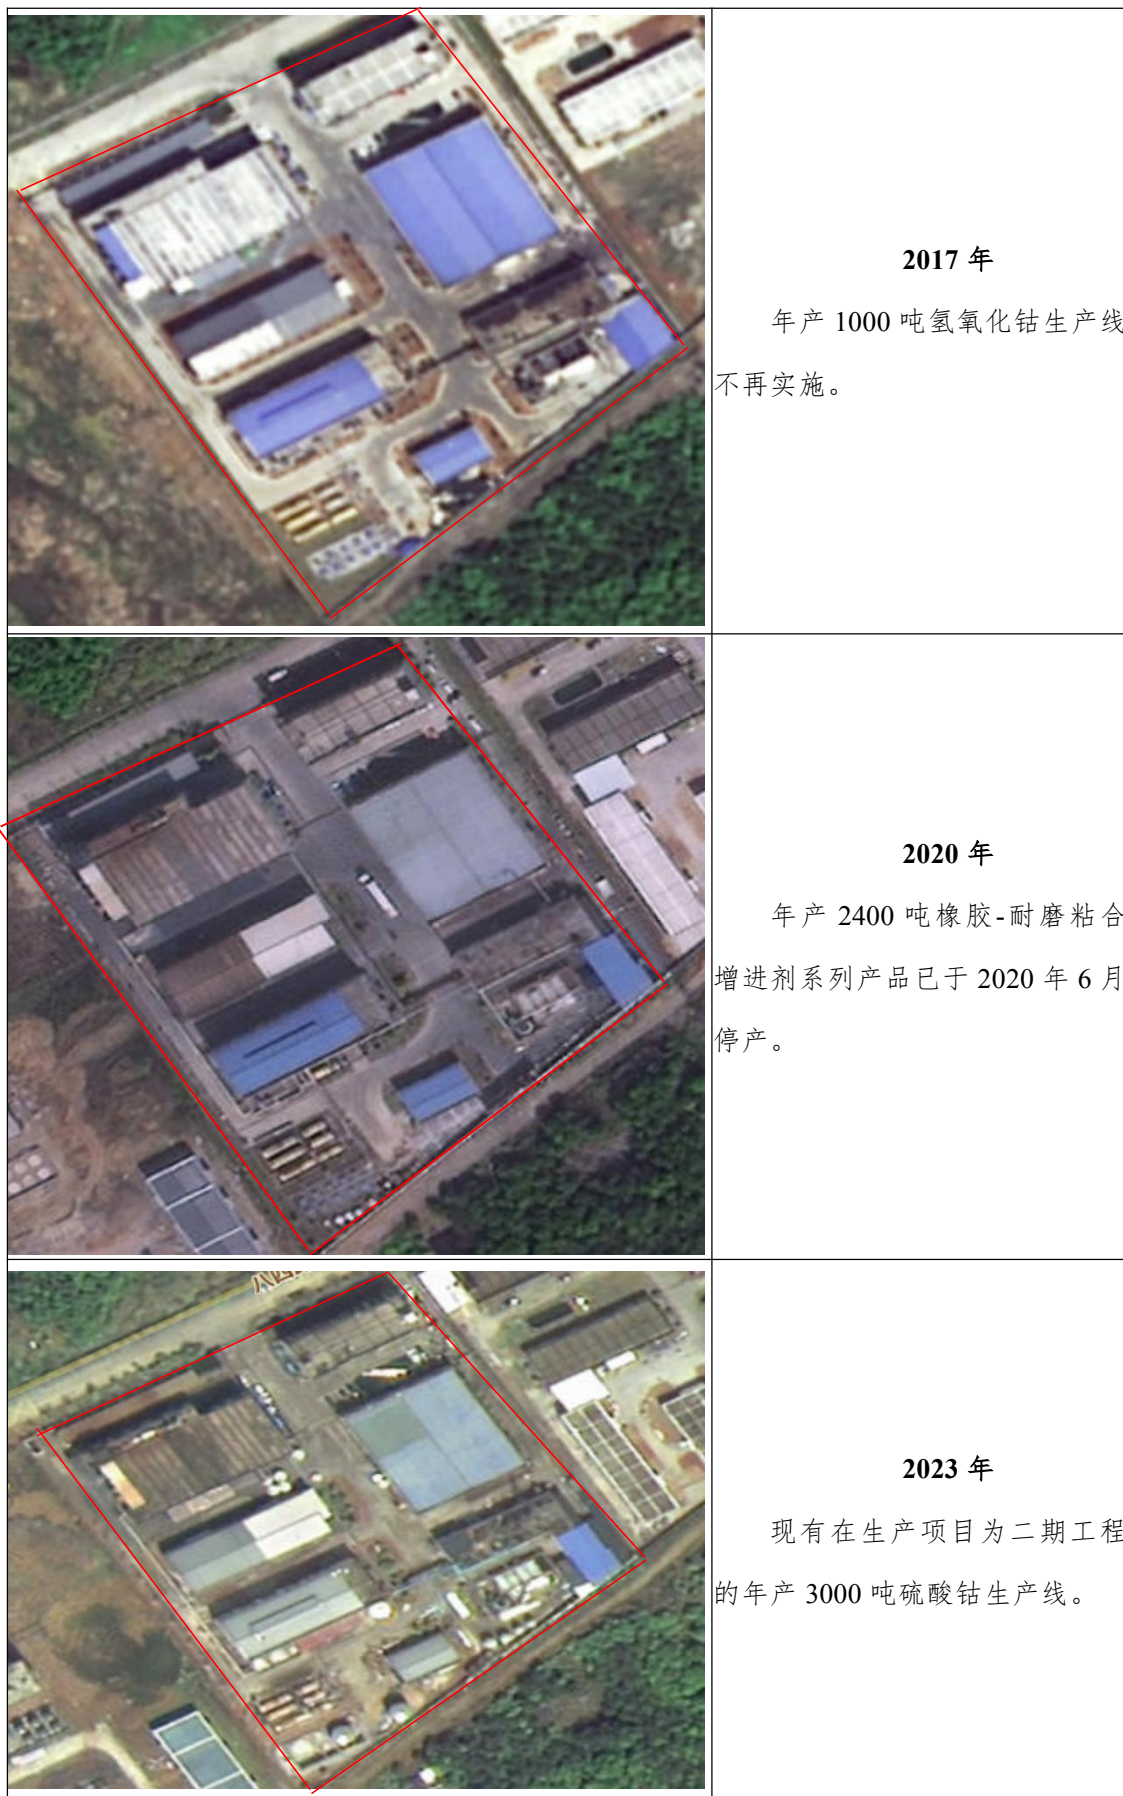 2017 年
年产 1000 吨氢氧化钴生产线
不再实施。
2020 年
年产 2400 吨橡胶-耐磨粘合
增进剂系列产品已于 2020 年 6 月
停产。
2023 年
现有在生产项目为二期工程
的年产 3000 吨硫酸钴生产线。